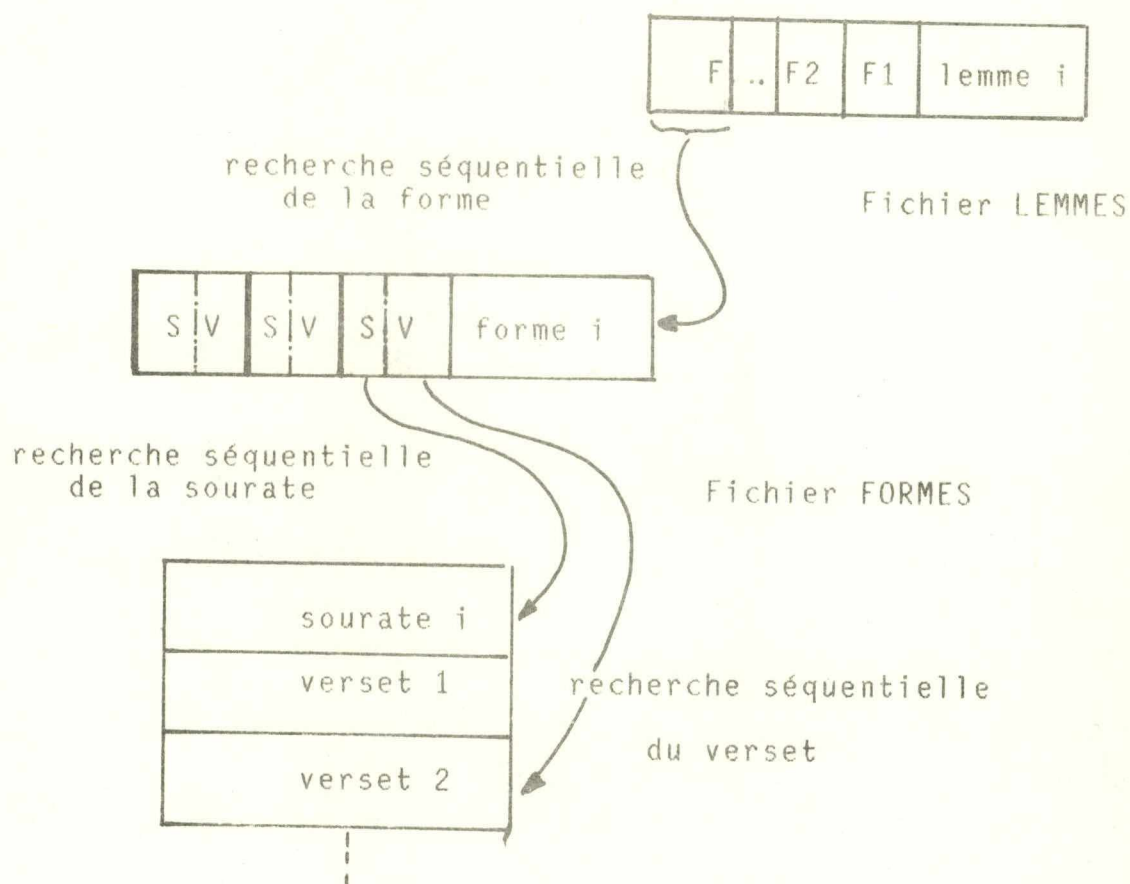 F .. F2 F1 lemme i
recherche séquentielle
de la forme
Fichier LEMMES
S V S V S V forme i
recherche séquentielle
de la sourate
Fichier FORMES
sourate i
verset 1
recherche séquentielle
du verset
verset 2